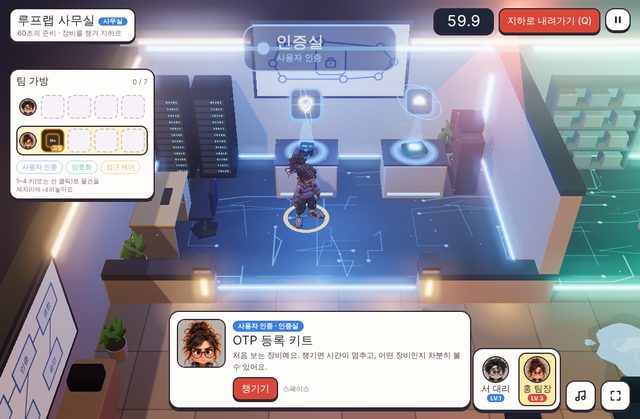 루프랩 사무실 사무실
60초의 준비 · 장비를 챙겨 지하로
59.9
지하로 내려가기 (Q)
인증실
사용자 인증
팀 가방
0 / 7
사용자 인증
암호화
접근 제어
1~4 키(또는 칸 클릭)로 물건을
제자리에 내려놓아요
사용자 인증 · 인증실
OTP 등록 키트
처음 보는 장비예요. 챙기면 시간이 멈추고, 어떤 장비인지 차분히 볼
수 있어요.
챙기기
스페이스
서 대리
LV.1
홍 팀장
LV.3